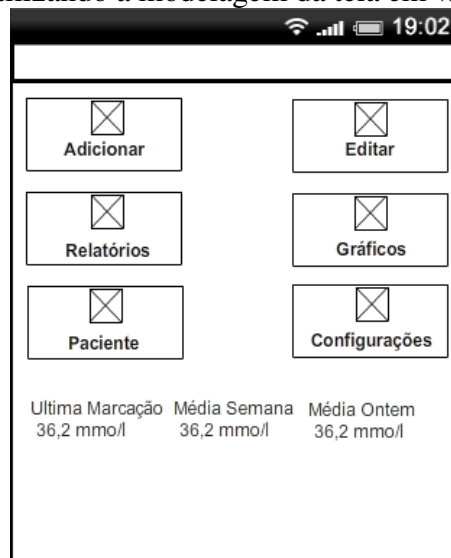 19:02
Adicionar
Editar
Relatórios
Gráficos
Paciente
Configurações
Ultima Marcação Média Semana Média Ontem
36,2 mmo/l 36,2 mmo/l 36,2 mmo/l